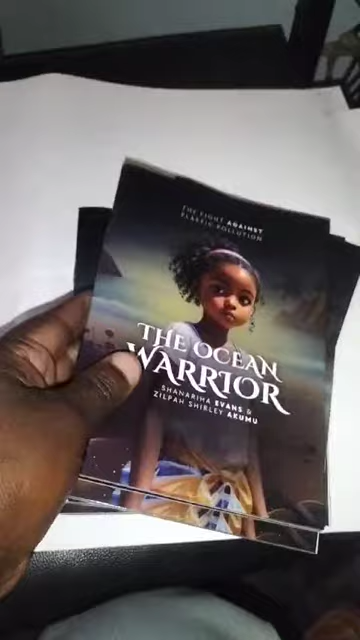 THE FIGHT AGAINST
PLASTIC POLLUTION
THE OCEAN
WARRIOR
SHANARIHA EVANS &
ZILPAH SHIRLEY AKUMU